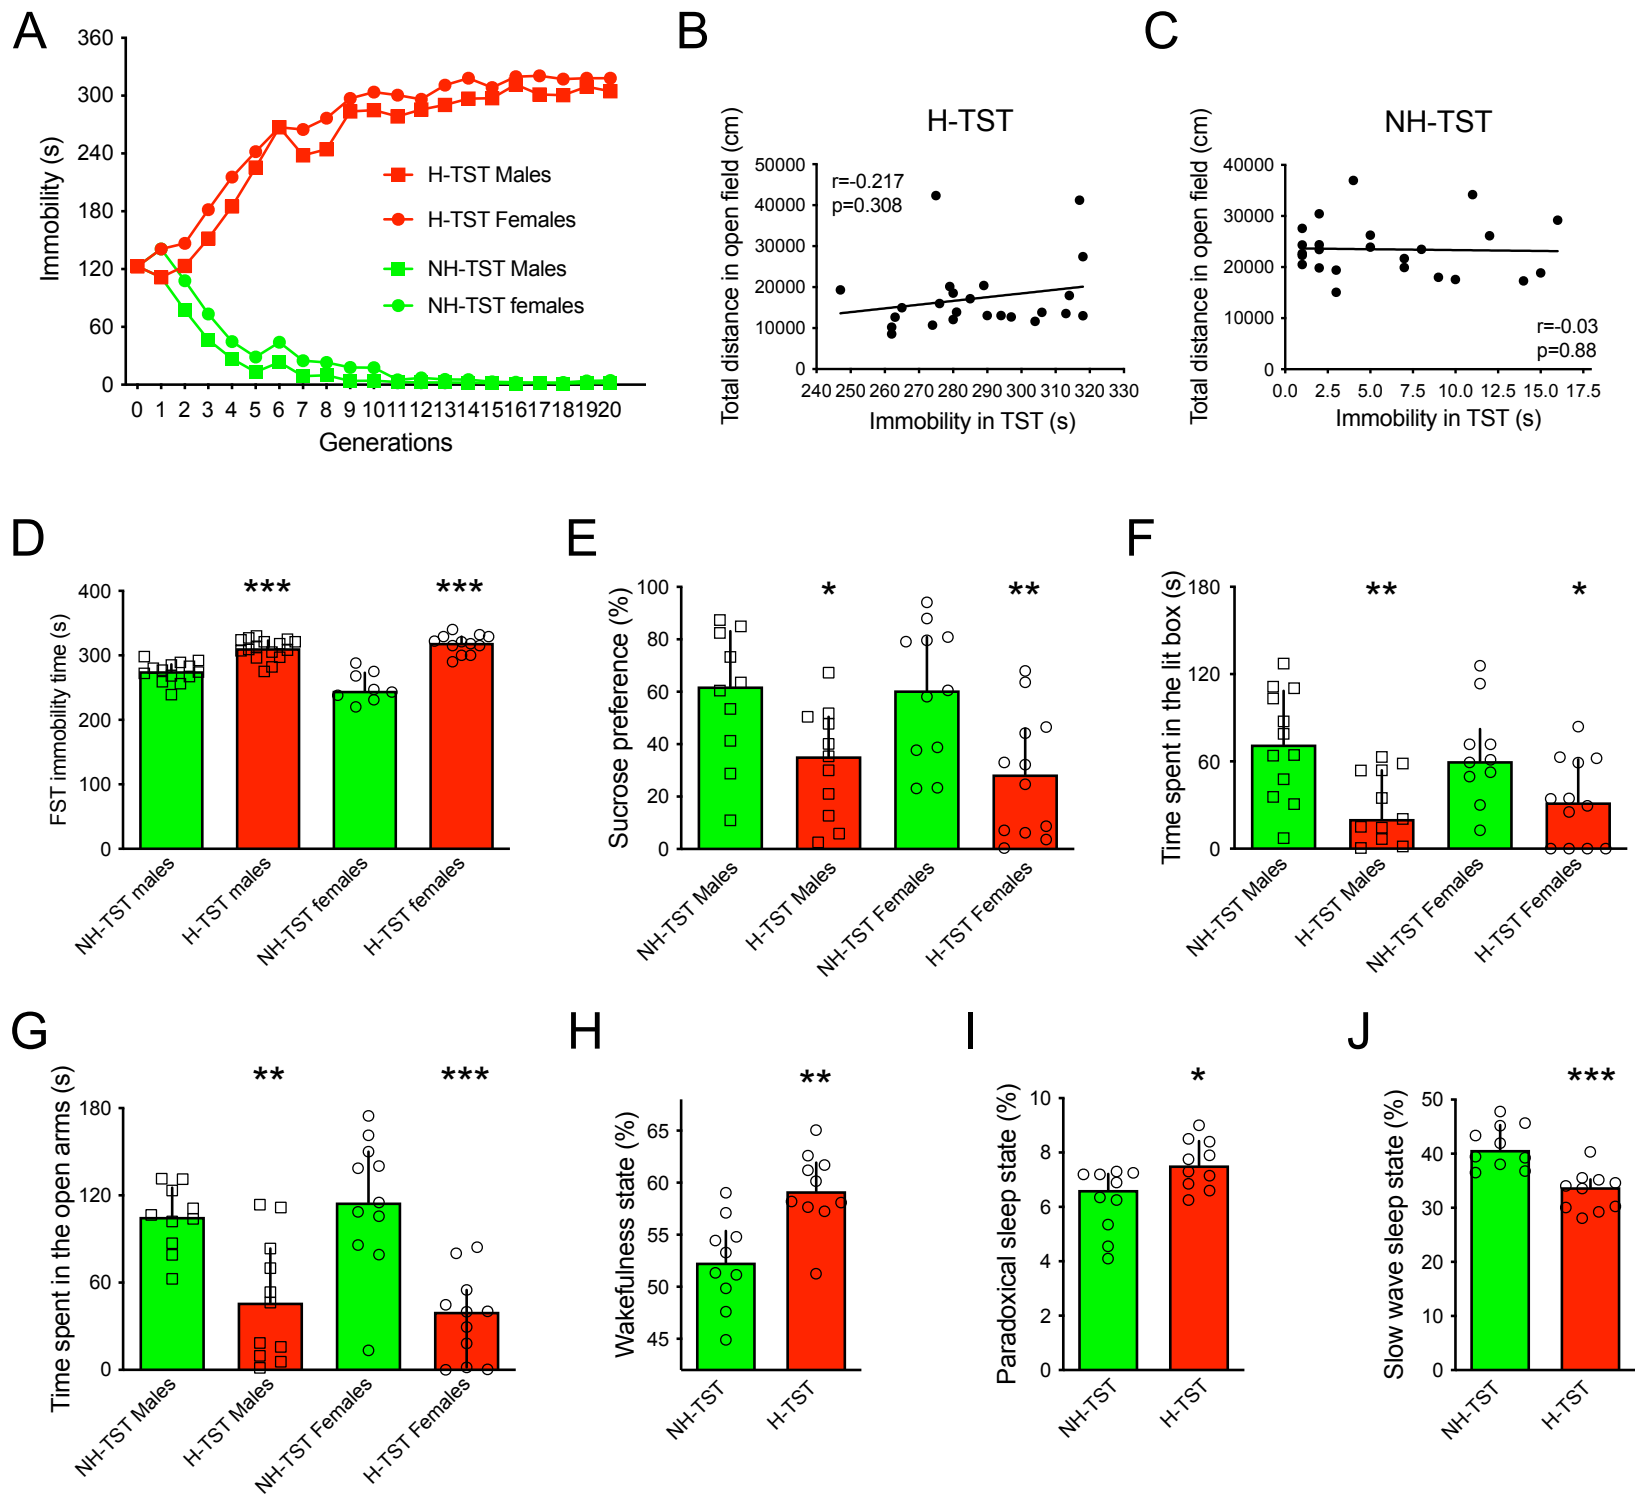 A
360
300
240
180
120
60
0
Immobility (s)
H-TST Males
H-TST Females
NH-TST Males
NH-TST females
0 1 2 3 4 5 6 7 8 9 10 11 12 13 14 15 16 17 18 19 20
Generations
B
H-TST
Total distance in open field (cm)
50000
40000
30000
20000
10000
0
r=-0.217
p=0.308
240 250 260 270 280 290 300 310 320 330
Immobility in TST (s)
C
NH-TST
Total distance in open field (cm)
40000
30000
20000
10000
0
r=-0.03
p=0.88
0.0 2.5 5.0 7.5 10.0 12.5 15.0 17.5
Immobility in TST (s)
D
FST immobility time (s)
400
300
200
100
0
*** ***
NH-TST males
H-TST males
NH-TST females
H-TST females
E
Sucrose preference (%)
100
80
60
40
20
0
* **
NH-TST Males
H-TST Males
NH-TST Females
H-TST Females
F
Time spent in the lit box (s)
180
120
60
0
** *
NH-TST Males
H-TST Males
NH-TST Females
H-TST Females
G
Time spent in the open arms (s)
180
120
60
0
** ***
NH-TST Males
H-TST Males
NH-TST Females
H-TST Females
H
Wakefulness state (%)
65
60
55
50
45
**
NH-TST
H-TST
I
Paradoxical sleep state (%)
10
8
6
4
2
0
*
NH-TST
H-TST
J
Slow wave sleep state (%)
50
40
30
20
10
0
***
NH-TST
H-TST